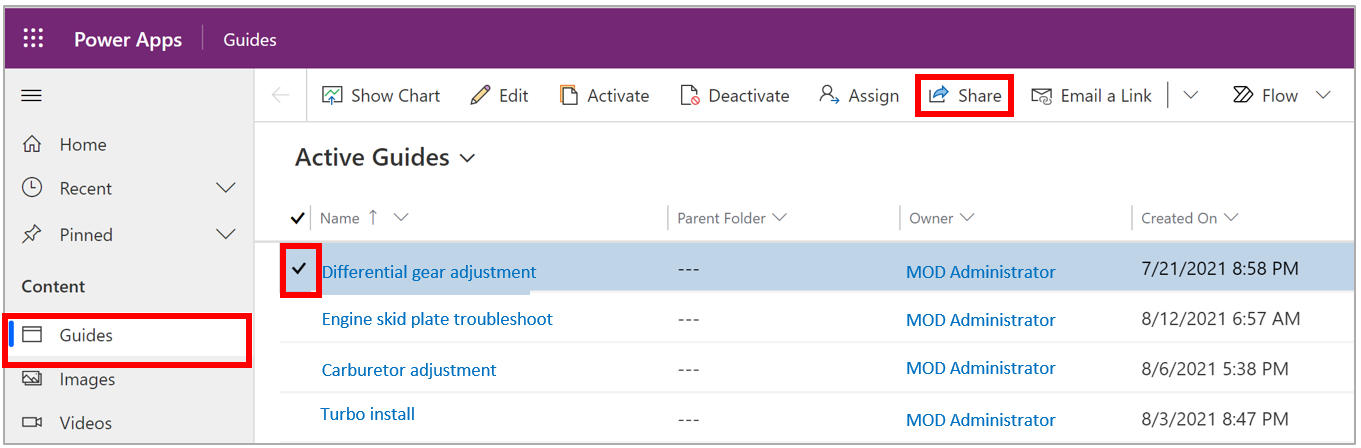 Power Apps Guides
Show Chart Edit Activate Deactivate Assign Share Email a Link Flow
Home
Recent
Pinned
Content
Guides
Images
Videos
Active Guides
Name Parent Folder Owner Created On
Differential gear adjustment --- MOD Administrator 7/21/2021 8:58 PM
Engine skid plate troubleshoot --- MOD Administrator 8/12/2021 6:57 AM
Carburetor adjustment --- MOD Administrator 8/6/2021 5:38 PM
Turbo install --- MOD Administrator 8/3/2021 8:47 PM